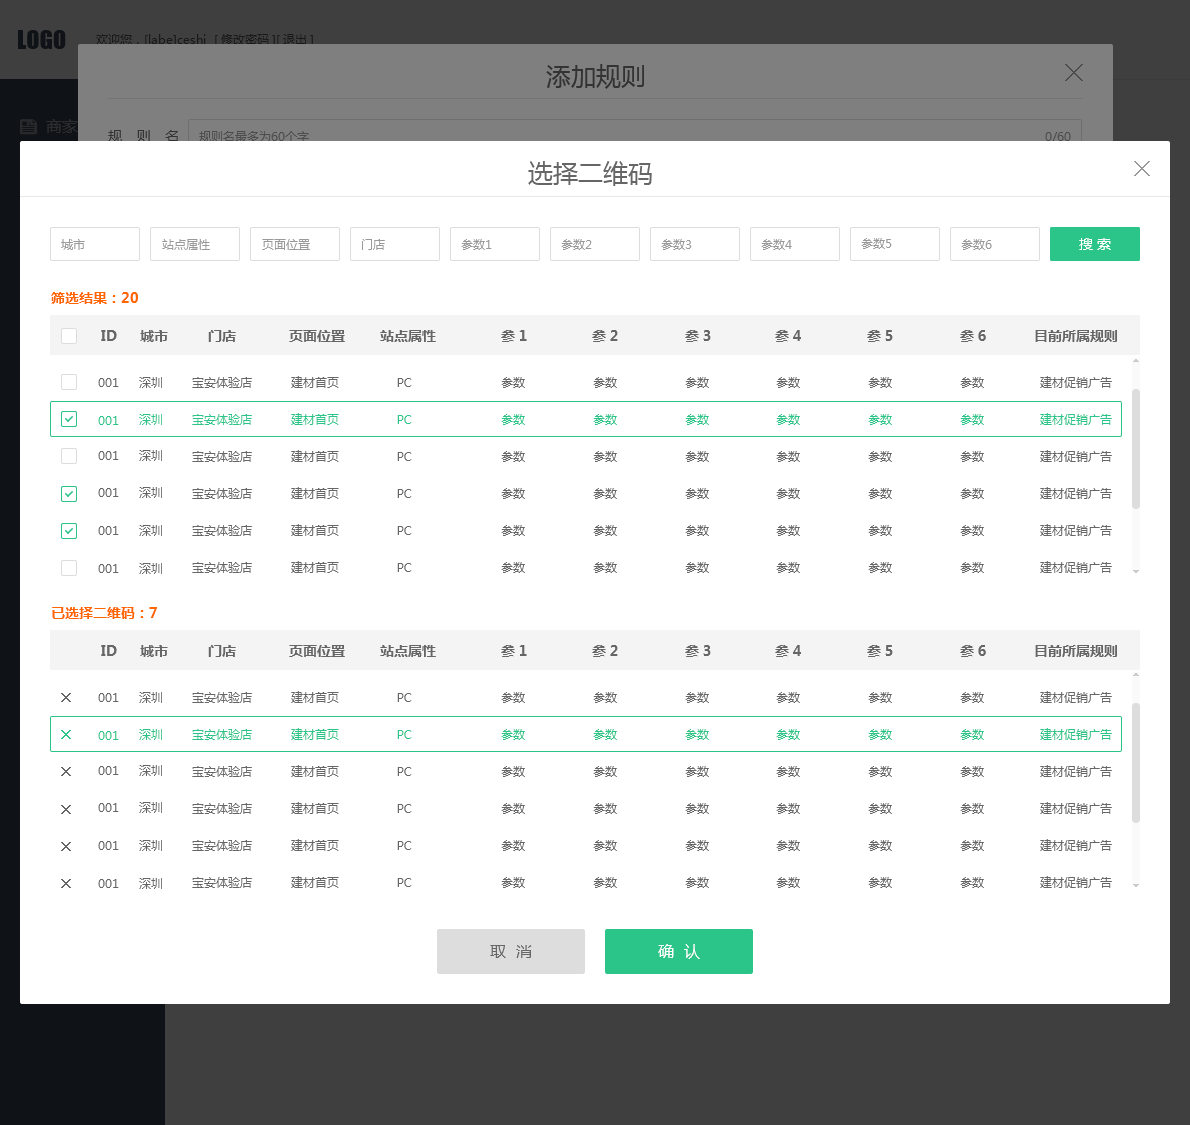 LOGO
欢迎您，[label]ceshi [ 修改密码 ][ 退出 ]
添加规则
商家
规 则 名 规则名最多为60个字 0/60
选择二维码
城市 站点属性 页面位置 门店 参数1 参数2 参数3 参数4 参数5 参数6 搜 索
筛选结果：20
ID 城市 门店 页面位置 站点属性 参 1 参 2 参 3 参 4 参 5 参 6 目前所属规则
001 深圳 宝安体验店 建材首页 PC 参数 参数 参数 参数 参数 参数 建材促销广告
001 深圳 宝安体验店 建材首页 PC 参数 参数 参数 参数 参数 参数 建材促销广告
001 深圳 宝安体验店 建材首页 PC 参数 参数 参数 参数 参数 参数 建材促销广告
001 深圳 宝安体验店 建材首页 PC 参数 参数 参数 参数 参数 参数 建材促销广告
001 深圳 宝安体验店 建材首页 PC 参数 参数 参数 参数 参数 参数 建材促销广告
001 深圳 宝安体验店 建材首页 PC 参数 参数 参数 参数 参数 参数 建材促销广告
已选择二维码：7
ID 城市 门店 页面位置 站点属性 参 1 参 2 参 3 参 4 参 5 参 6 目前所属规则
001 深圳 宝安体验店 建材首页 PC 参数 参数 参数 参数 参数 参数 建材促销广告
001 深圳 宝安体验店 建材首页 PC 参数 参数 参数 参数 参数 参数 建材促销广告
001 深圳 宝安体验店 建材首页 PC 参数 参数 参数 参数 参数 参数 建材促销广告
001 深圳 宝安体验店 建材首页 PC 参数 参数 参数 参数 参数 参数 建材促销广告
001 深圳 宝安体验店 建材首页 PC 参数 参数 参数 参数 参数 参数 建材促销广告
001 深圳 宝安体验店 建材首页 PC 参数 参数 参数 参数 参数 参数 建材促销广告
取 消 确 认